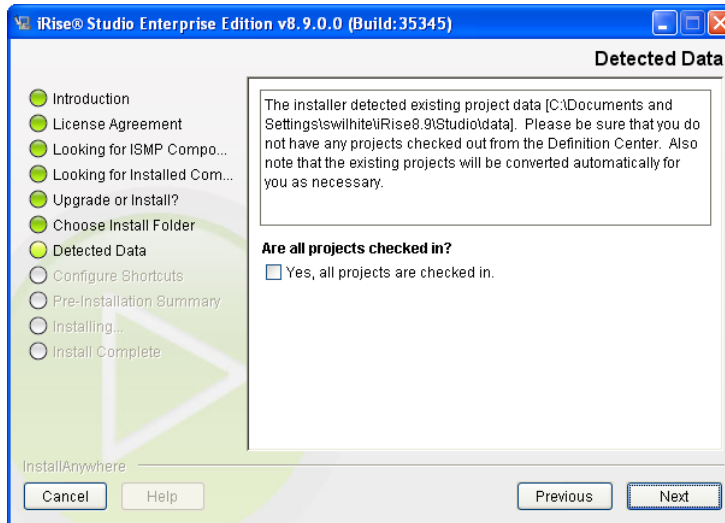 iRise® Studio Enterprise Edition v8.9.0.0 (Build:35345)
Detected Data
Introduction
License Agreement
Looking for ISMP Compo...
Looking for Installed Com...
Upgrade or Install?
Choose Install Folder
Detected Data
Configure Shortcuts
Pre-Installation Summary
Installing...
Install Complete
The installer detected existing project data [C:\Documents and
Settings\swilhite\iRise8.9\Studio\data].  Please be sure that you do
not have any projects checked out from the Definition Center.  Also
note that the existing projects will be converted automatically for
you as necessary.
Are all projects checked in?
Yes, all projects are checked in.
InstallAnywhere
Cancel
Help
Previous
Next